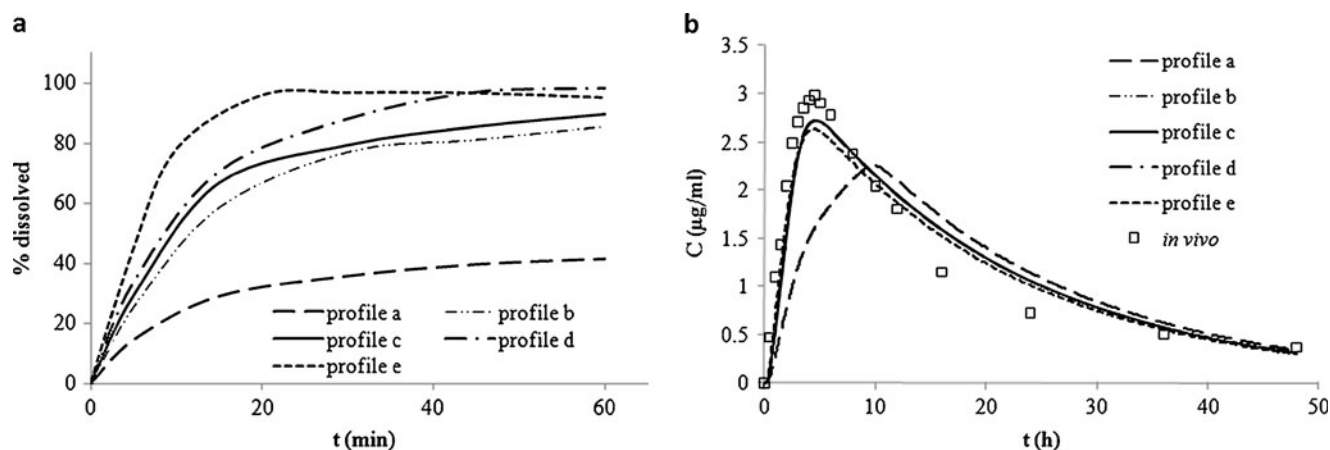 a
100
80
60
40
20
0
% dissolved
profile a
profile b
profile c
profile d
profile e
0
20
40
60
t (min)
b
3.5
3
2.5
2
1.5
1
0.5
0
C (µg/ml)
profile a
profile b
profile c
profile d
profile e
in vivo
0
10
20
30
40
50
t (h)